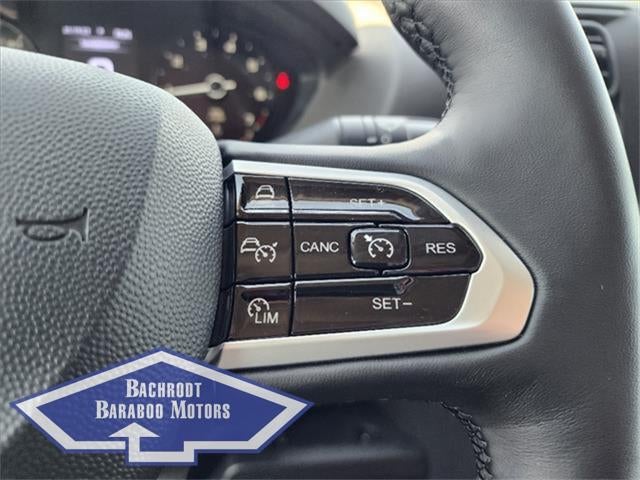 SET+
CANC
RES
SET-
LIM
BACHRODT
BARABOO MOTORS